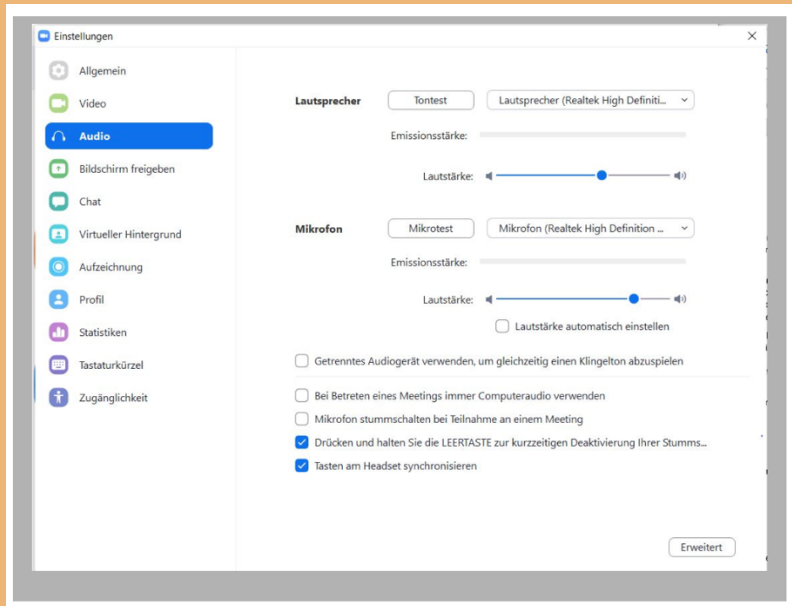 Einstellungen
Allgemein
Video
Audio
Bildschirm freigeben
Chat
Virtueller Hintergrund
Aufzeichnung
Profil
Statistiken
Tastaturkürzel
Zugänglichkeit
Lautsprecher Tontest Lautsprecher (Realtek High Definiti...
Emissionsstärke:
Lautstärke:
Mikrofon Mikrotest Mikrofon (Realtek High Definition ...
Emissionsstärke:
Lautstärke:
Lautstärke automatisch einstellen
Getrenntes Audiogerät verwenden, um gleichzeitig einen Klingelton abzuspielen
Bei Betreten eines Meetings immer Computeraudio verwenden
Mikrofon stummschalten bei Teilnahme an einem Meeting
Drücken und halten Sie die LEERTASTE zur kurzzeitigen Deaktivierung Ihrer Stumms...
Tasten am Headset synchronisieren
Erweitert